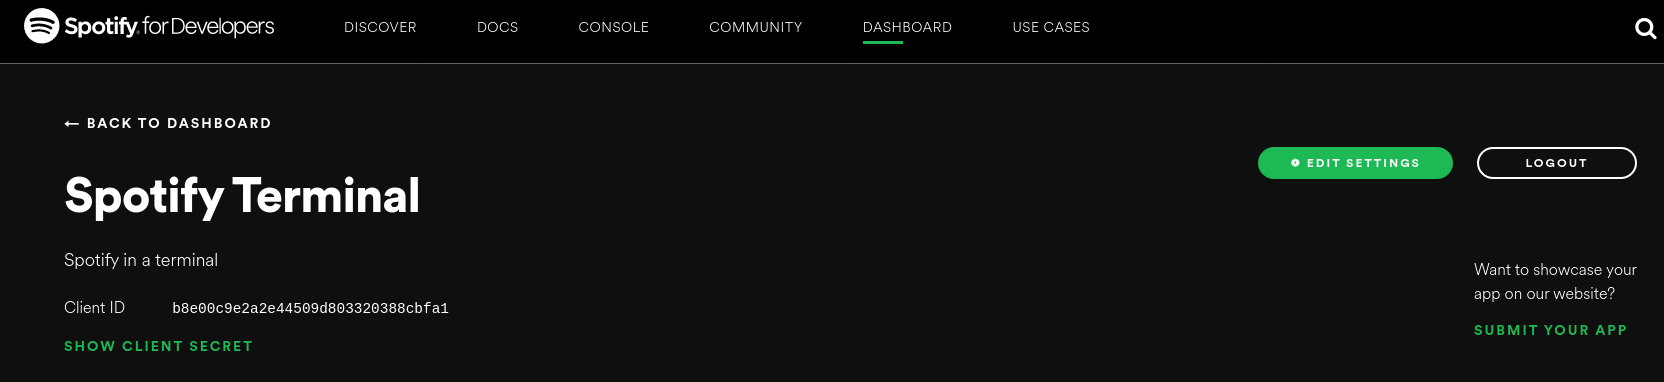 Spotify for Developers
DISCOVER
DOCS
CONSOLE
COMMUNITY
DASHBOARD
USE CASES
← BACK TO DASHBOARD
EDIT SETTINGS
LOGOUT
Spotify Terminal
Spotify in a terminal
Want to showcase your
app on our website?
Client ID b8e00c9e2a2e44509d803320388cbfa1
SUBMIT YOUR APP
SHOW CLIENT SECRET